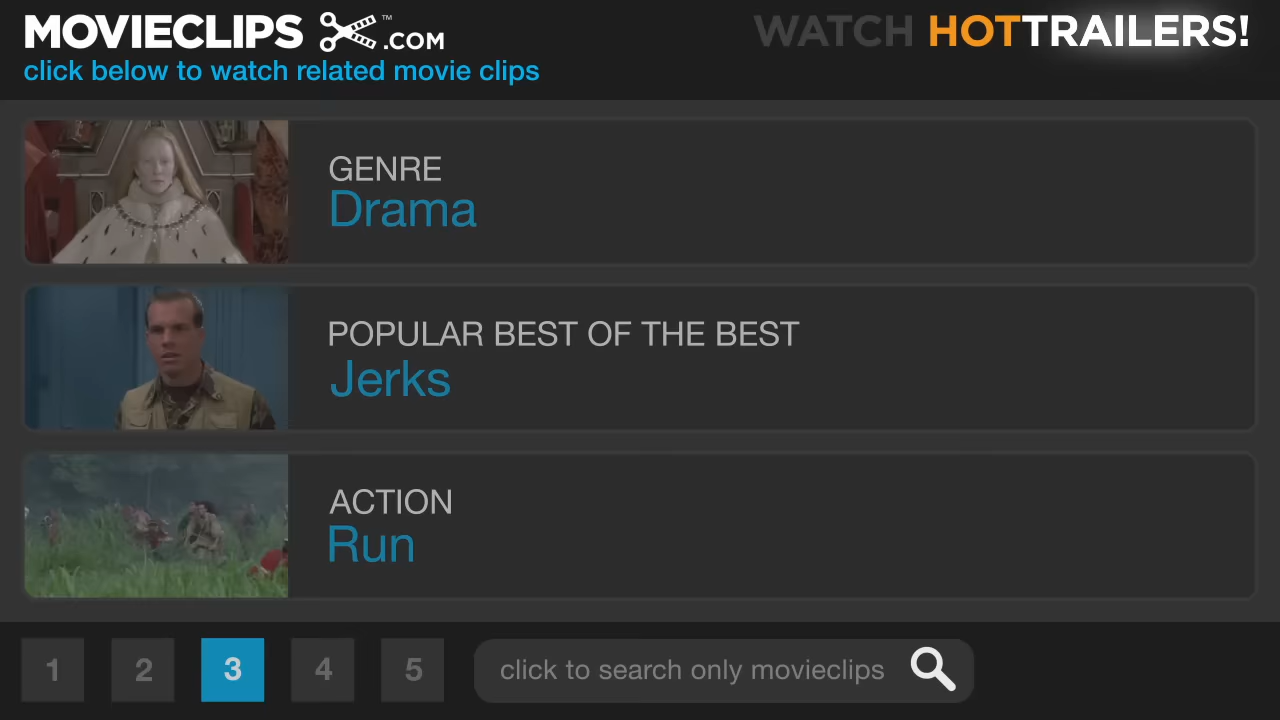 MOVIECLIPS ™ .COM
WATCH HOTTRAILERS!
click below to watch related movie clips
GENRE
Drama
POPULAR BEST OF THE BEST
Jerks
ACTION
Run
1 2 3 4 5
click to search only movieclips